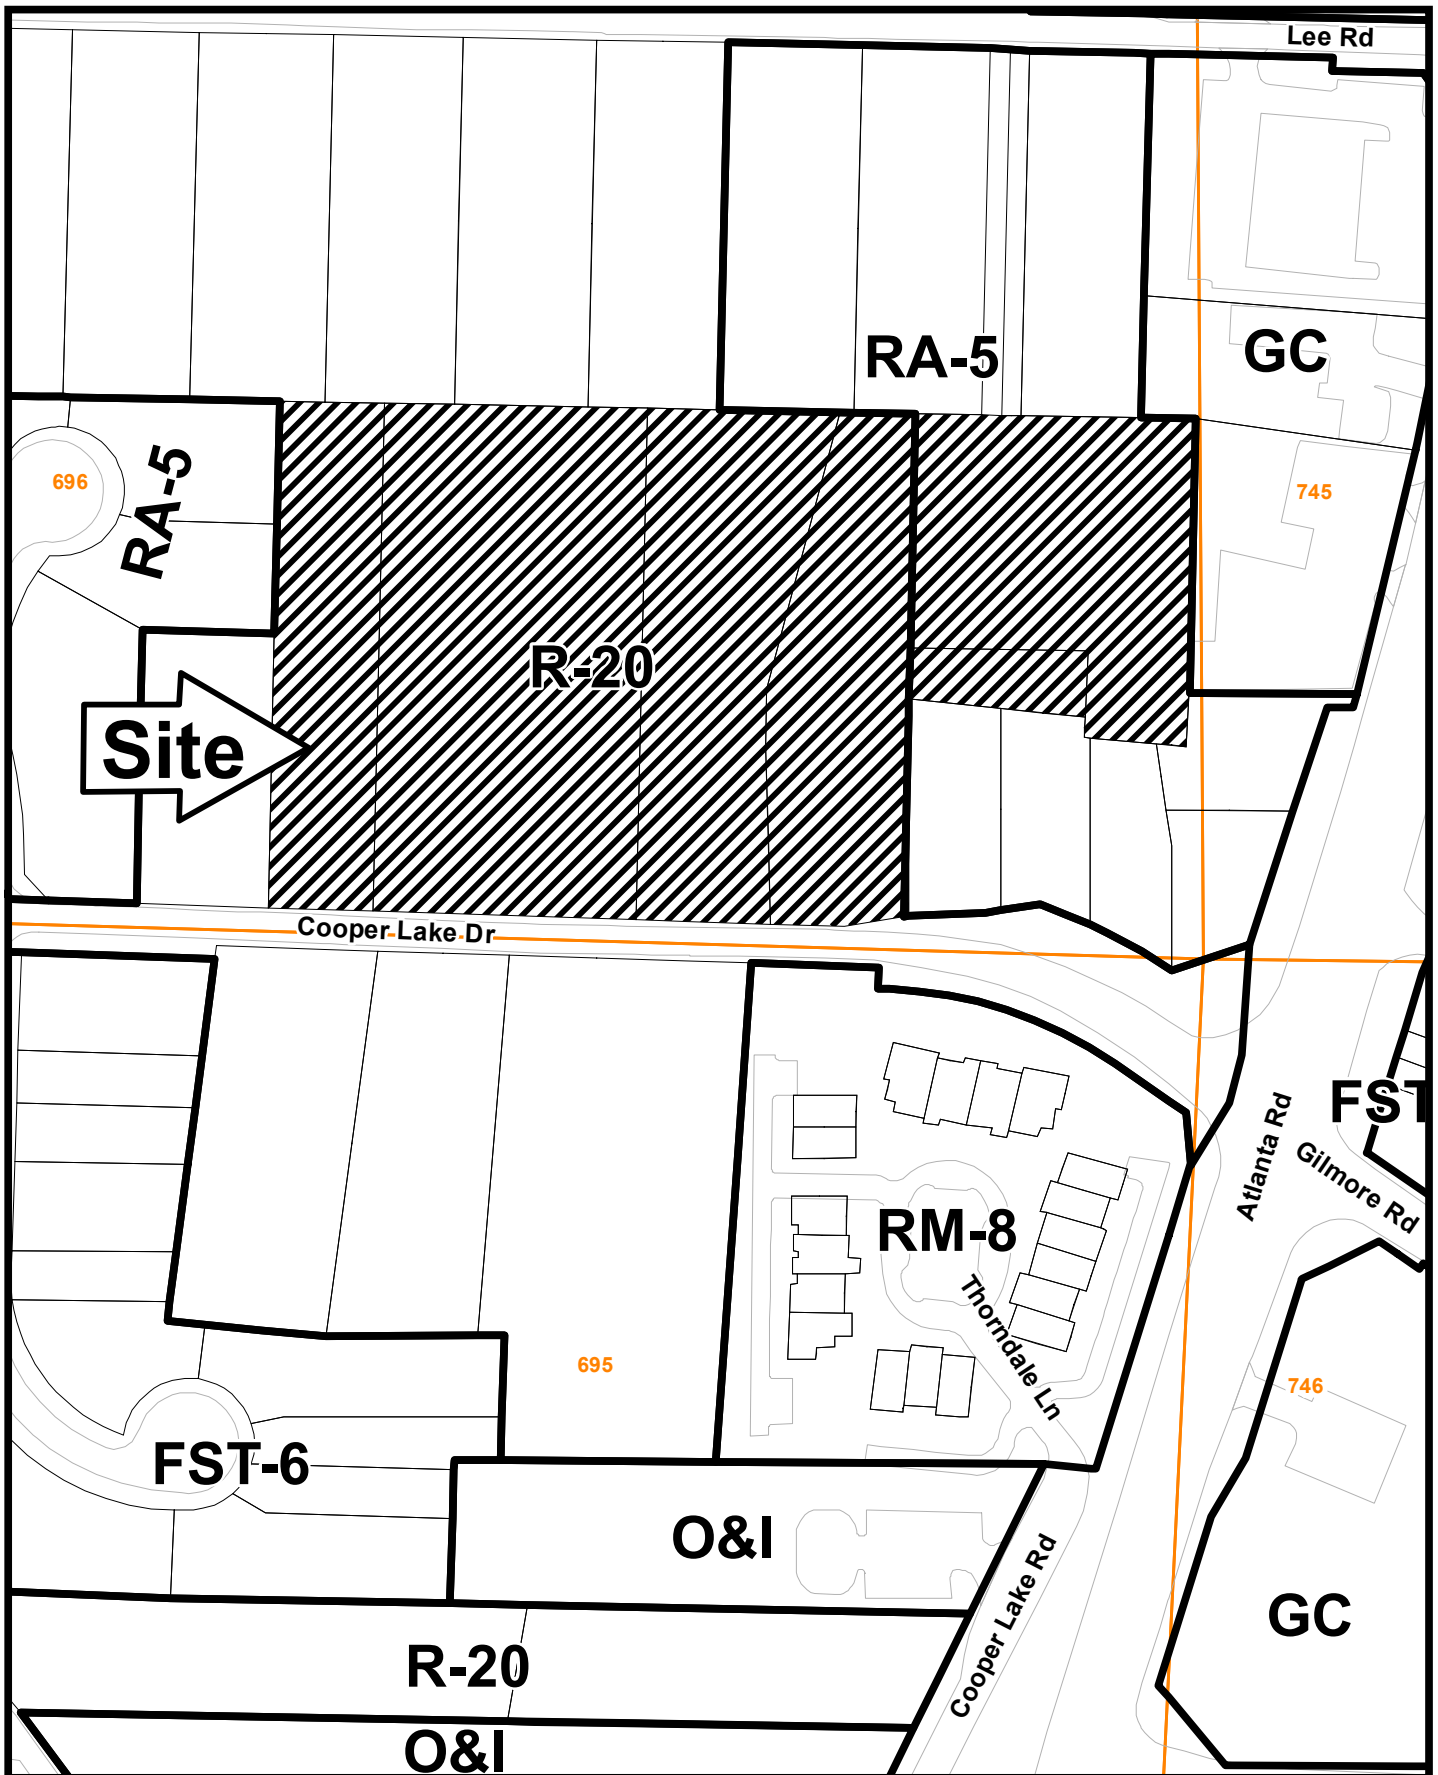 Lee Rd
RA-5
GC
RA-5
696
745
R-20
Site
Cooper Lake Dr
FST
Atlanta Rd
Gilmore Rd
RM-8
Thorndale Ln
695
746
FST-6
O&I
Cooper Lake Rd
GC
R-20
O&I